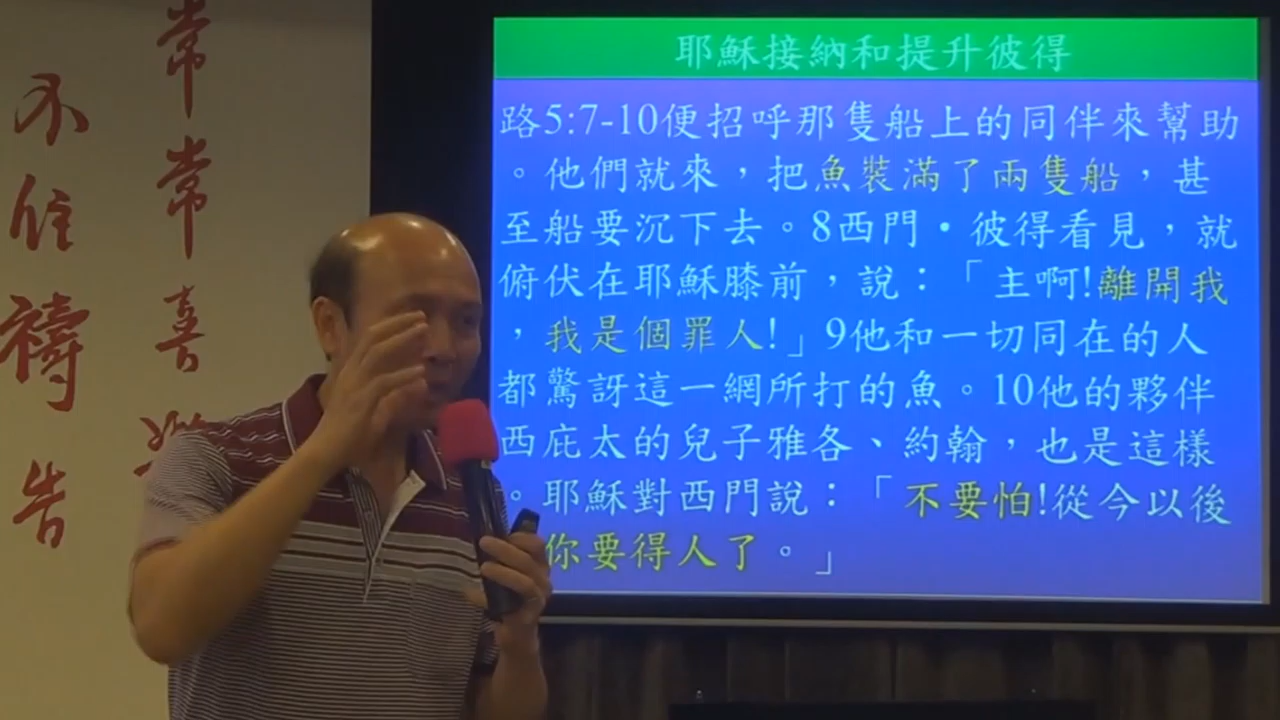 常常喜樂
不住禱告
耶穌接納和提升彼得
路5:7-10便招呼那隻船上的同伴來幫助
。他們就來，把魚裝滿了兩隻船，甚
至船要沉下去。8西門•彼得看見，就
俯伏在耶穌膝前，說：「主啊!離開我
，我是個罪人!」9他和一切同在的人
都驚訝這一網所打的魚。10他的夥伴
西庇太的兒子雅各、約翰，也是這樣
。耶穌對西門說：「不要怕!從今以後
你要得人了。」